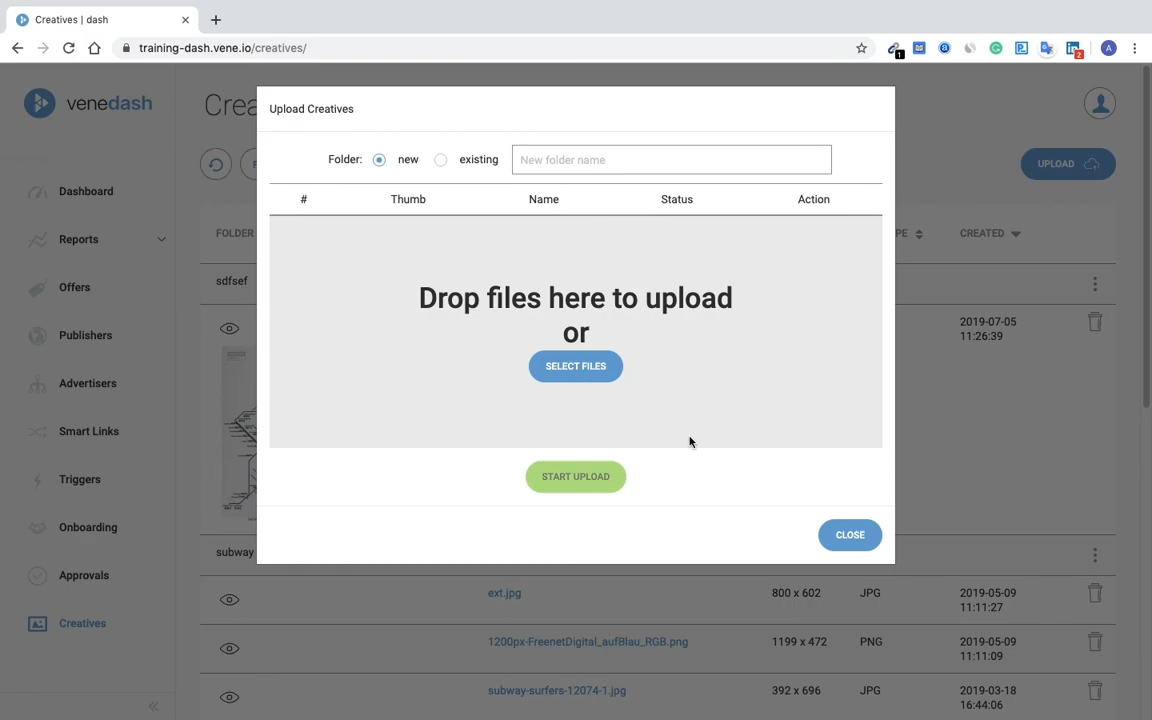 Creatives | dash
training-dash.vene.io/creatives/
1
2
A
venedash
Crea
Dashboard
Reports
Offers
Publishers
Advertisers
Smart Links
Triggers
Onboarding
Approvals
Creatives
UPLOAD
FOLDER
PE
CREATED
sdfsef
2019-07-05
11:26:39
Upload Creatives
Folder: new existing New folder name
# Thumb Name Status Action
Drop files here to upload
or
SELECT FILES
START UPLOAD
CLOSE
subway
ext.jpg 800 x 602 JPG 2019-05-09
11:11:27
1200px-FreenetDigital_aufBlau_RGB.png 1199 x 472 PNG 2019-05-09
11:11:09
subway-surfers-12074-1.jpg 392 x 696 JPG 2019-03-18
16:44:06